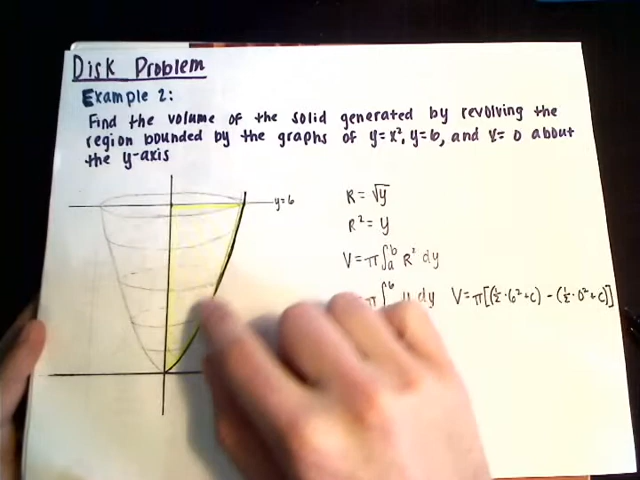 Disk Problem
Example 2:
Find the volume of the solid generated by revolving the
region bounded by the graphs of y=x², y=6, and x=0 about
the y-axis
y=6
R=√y
R²=y
V=π∫ₐᵇ R² dy
π∫⁶ y dy V=π[(½·6²+c)-(½·0²+c)]